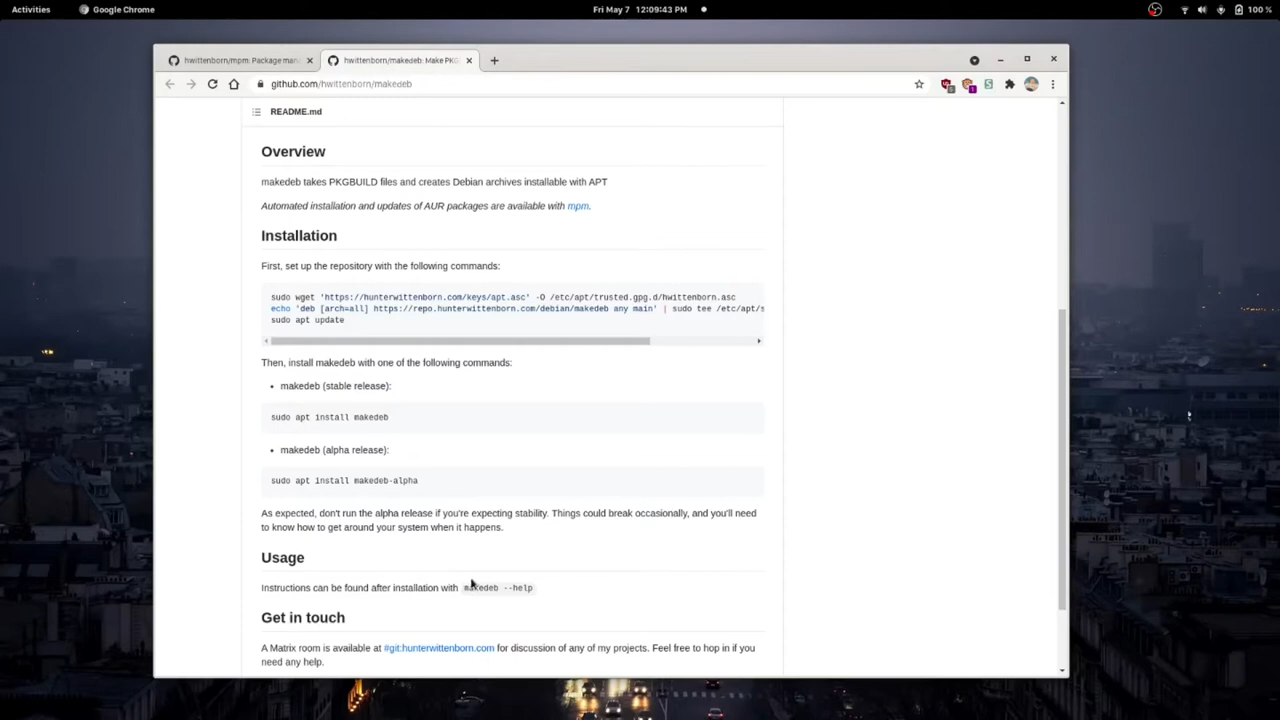 Activities
Google Chrome
Fri May 7 12:09:43 PM
100 %
hwittenborn/mpm: Package man
hwittenborn/makedeb: Make PKG
github.com/hwittenborn/makedeb
README.md
Overview
makedeb takes PKGBUILD files and creates Debian archives installable with APT
Automated installation and updates of AUR packages are available with mpm.
Installation
First, set up the repository with the following commands:
sudo wget 'https://hunterwittenborn.com/keys/apt.asc' -O /etc/apt/trusted.gpg.d/hwittenborn.asc
echo 'deb [arch=all] https://repo.hunterwittenborn.com/debian/makedeb any main' | sudo tee /etc/apt/s
sudo apt update
Then, install makedeb with one of the following commands:
• makedeb (stable release):
sudo apt install makedeb
• makedeb (alpha release):
sudo apt install makedeb-alpha
As expected, don't run the alpha release if you're expecting stability. Things could break occasionally, and you'll need
to know how to get around your system when it happens.
Usage
Instructions can be found after installation with makedeb --help
Get in touch
A Matrix room is available at #git:hunterwittenborn.com for discussion of any of my projects. Feel free to hop in if you
need any help.